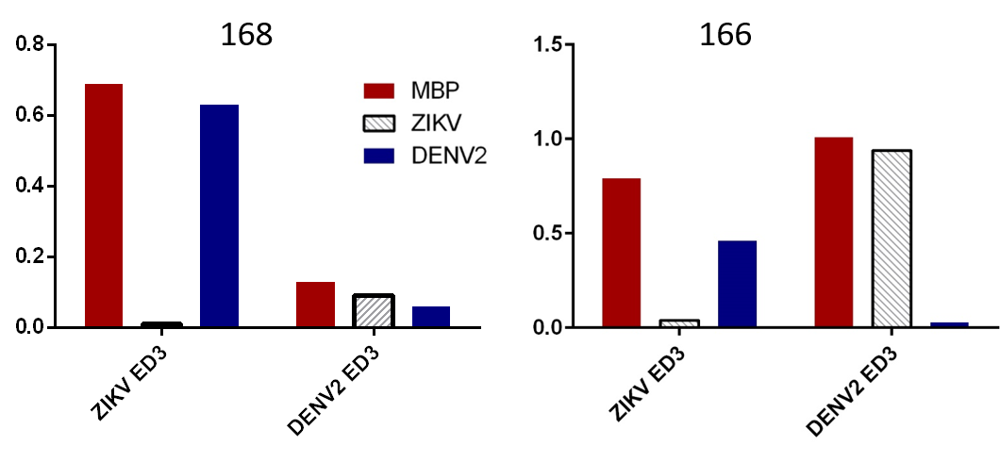 168
0.8
0.6
0.4
0.2
0.0
MBP
ZIKV
DENV2
ZIKV ED3
DENV2 ED3
166
1.5
1.0
0.5
0.0
ZIKV ED3
DENV2 ED3